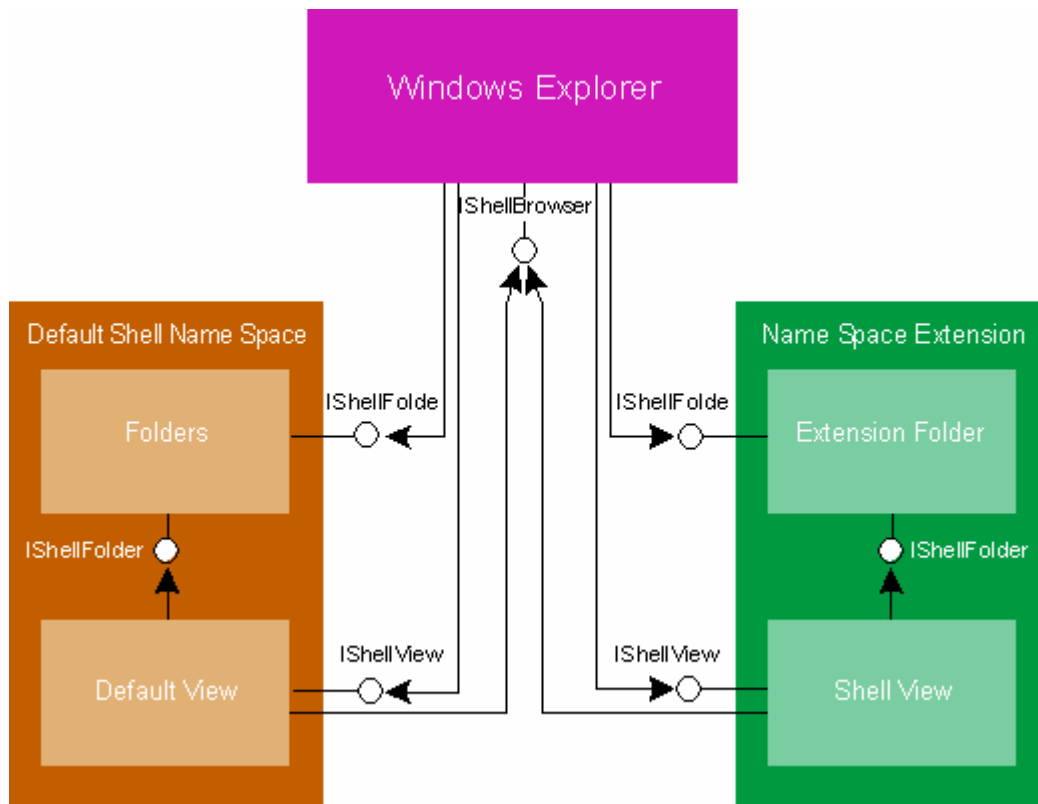 Windows Explorer
IShellBrowser
Default Shell Name Space
Name Space Extension
IShellFolde
IShellFolde
Folders
Extension Folder
IShellFolder
IShellFolder
IShellView
IShellView
Default View
Shell View